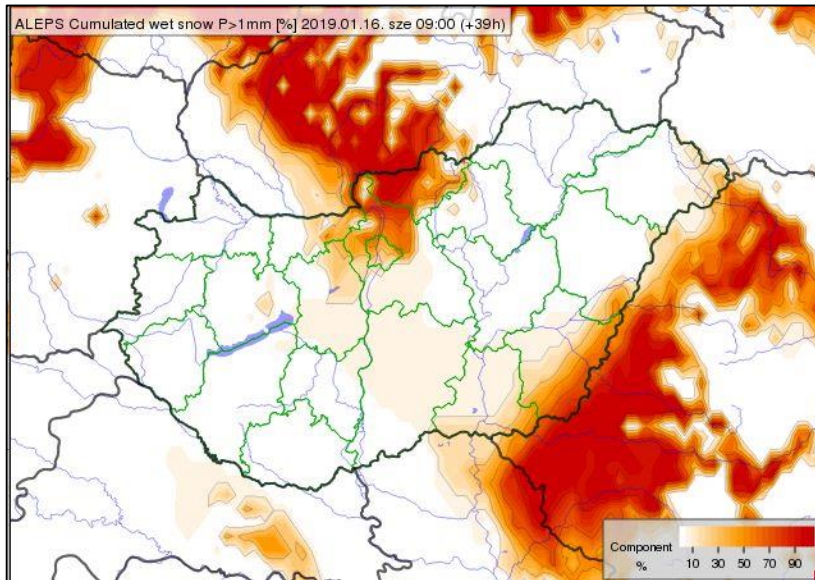 ALEPS Cumulated wet snow P>1mm [%] 2019.01.16. sze 09:00 (+39h)
Component
%
10 30 50 70 90